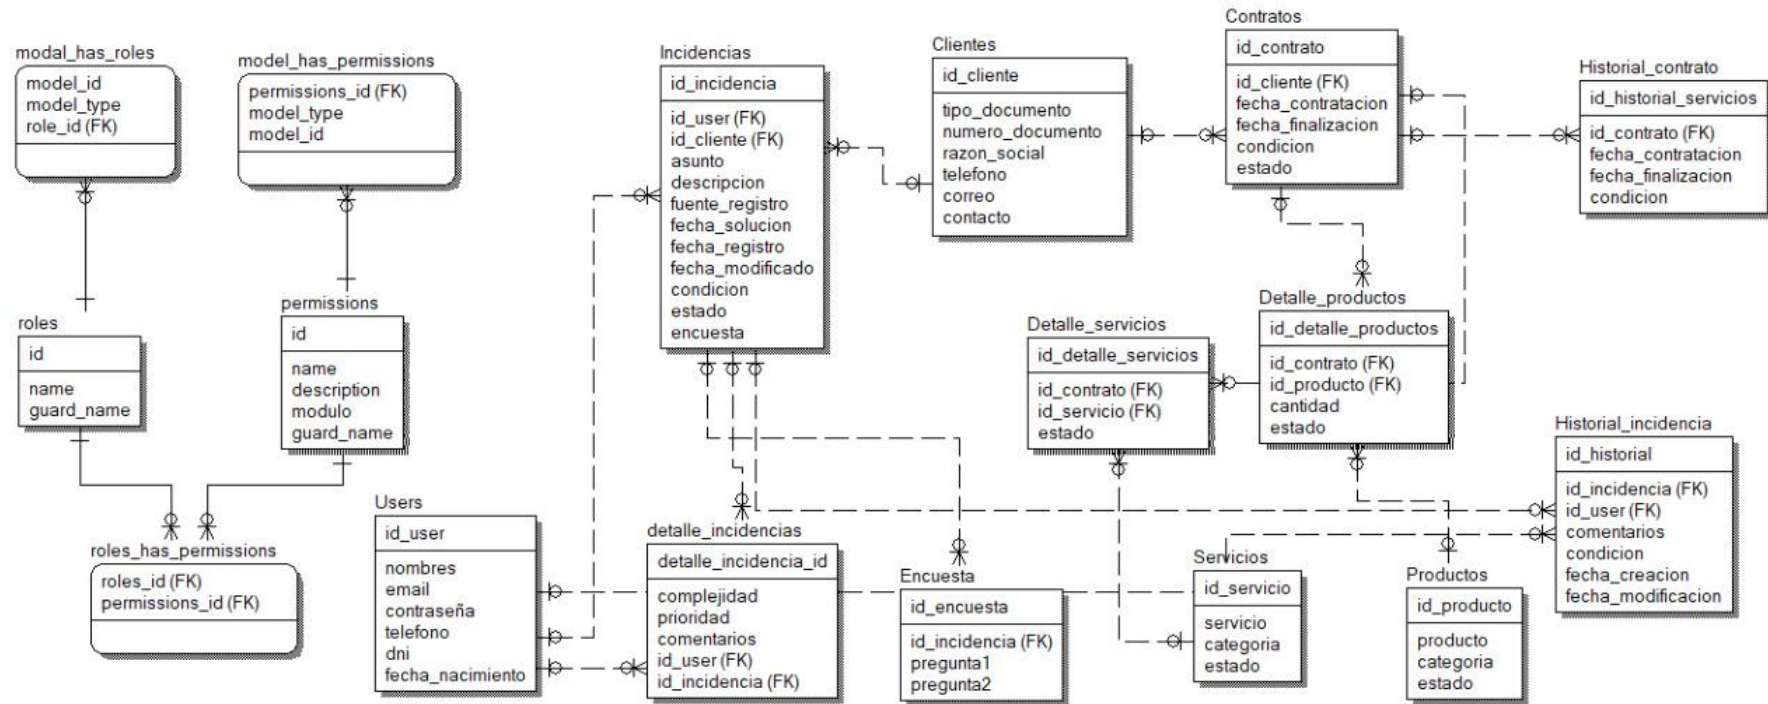 modal_has_roles
model_id
model_type
role_id (FK)
model_has_permissions
permissions_id (FK)
model_type
model_id
roles
id
name
guard_name
permissions
id
name
description
modulo
guard_name
roles_has_permissions
roles_id (FK)
permissions_id (FK)
Users
id_user
nombres
email
contraseña
telefono
dni
fecha_nacimiento
Incidencias
id_incidencia
id_user (FK)
id_cliente (FK)
asunto
descripcion
fuente_registro
fecha_solucion
fecha_registro
fecha_modificado
condicion
estado
encuesta
detalle_incidencias
detalle_incidencia_id
complejidad
prioridad
comentarios
id_user (FK)
id_incidencia (FK)
Clientes
id_cliente
tipo_documento
numero_documento
razon_social
telefono
correo
contacto
Encuesta
id_encuesta
id_incidencia (FK)
pregunta1
pregunta2
Contratos
id_contrato
id_cliente (FK)
fecha_contratacion
fecha_finalizacion
condicion
estado
Detalle_servicios
id_detalle_servicios
id_contrato (FK)
id_servicio (FK)
estado
Detalle_productos
id_detalle_productos
id_contrato (FK)
id_producto (FK)
cantidad
estado
Servicios
id_servicio
servicio
categoria
estado
Productos
id_producto
producto
categoria
estado
Historial_contrato
id_historial_servicios
id_contrato (FK)
fecha_contratacion
fecha_finalizacion
condicion
Historial_incidencia
id_historial
id_incidencia (FK)
id_user (FK)
comentarios
condicion
fecha_creacion
fecha_modificacion